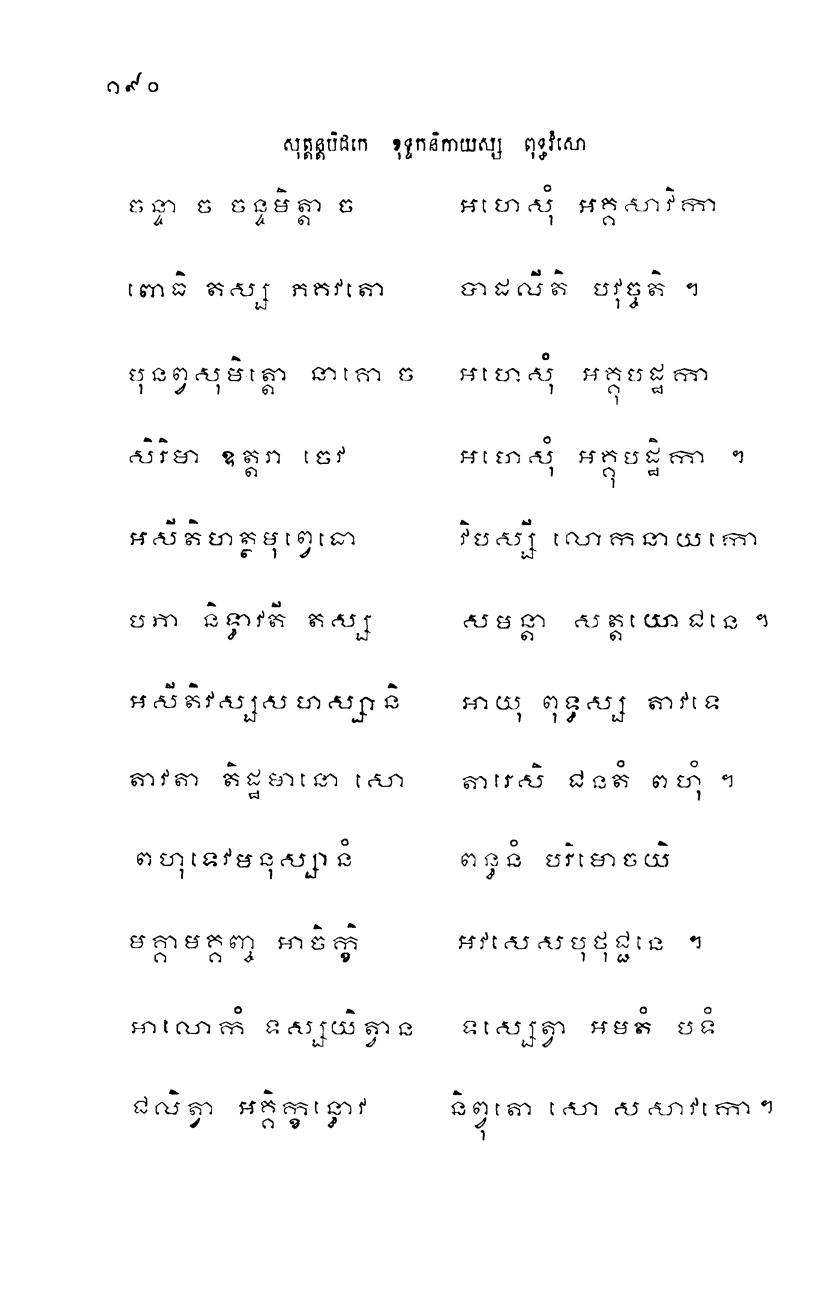 ១៩០
សុត្តន្តបិដកេ ខុទ្ទកនិកាយស្ស ពុទ្ធវំសោ
ចន្ទា ច ចន្ទមិត្តា ច អហេសុំ អគ្គសាវិកា
ពោធិ តស្ស ភគវតោ បាដលីតិ បវុច្ចតិ ។
បុនព្វសុមិត្តោ នាគោ ច អហេសុំ អគ្គុបដ្ឋកា
សិរិមា ឧត្តរា ចេវ អហេសុំ អគ្គុបដ្ឋិកា ។
អសីតិហត្ថមុព្វេធោ វិបស្សី លោកនាយកោ
បភា និទ្ធាវតី តស្ស សមន្តា សត្តយោជនេ ។
អសីតិវស្សសហស្សានិ អាយុ ពុទ្ធស្ស តាវទេ
តាវតា តិដ្ឋមានោ សោ តារេសិ ជនតំ ពហុំ ។
ពហុទេវមនុស្សានំ ពន្ធនំ បរិមោចយិ
មគ្គាមគ្គញ្ច អាចិក្ខិ អវសេសបុថុជ្ជនេ ។
អាលោកំ ទស្សយិត្វាន ទស្សេត្វា អមតំ បទំ
ជលិត្វា អគ្គិក្ខន្ធោវ និព្វុតោ សោ សសាវកោ ។